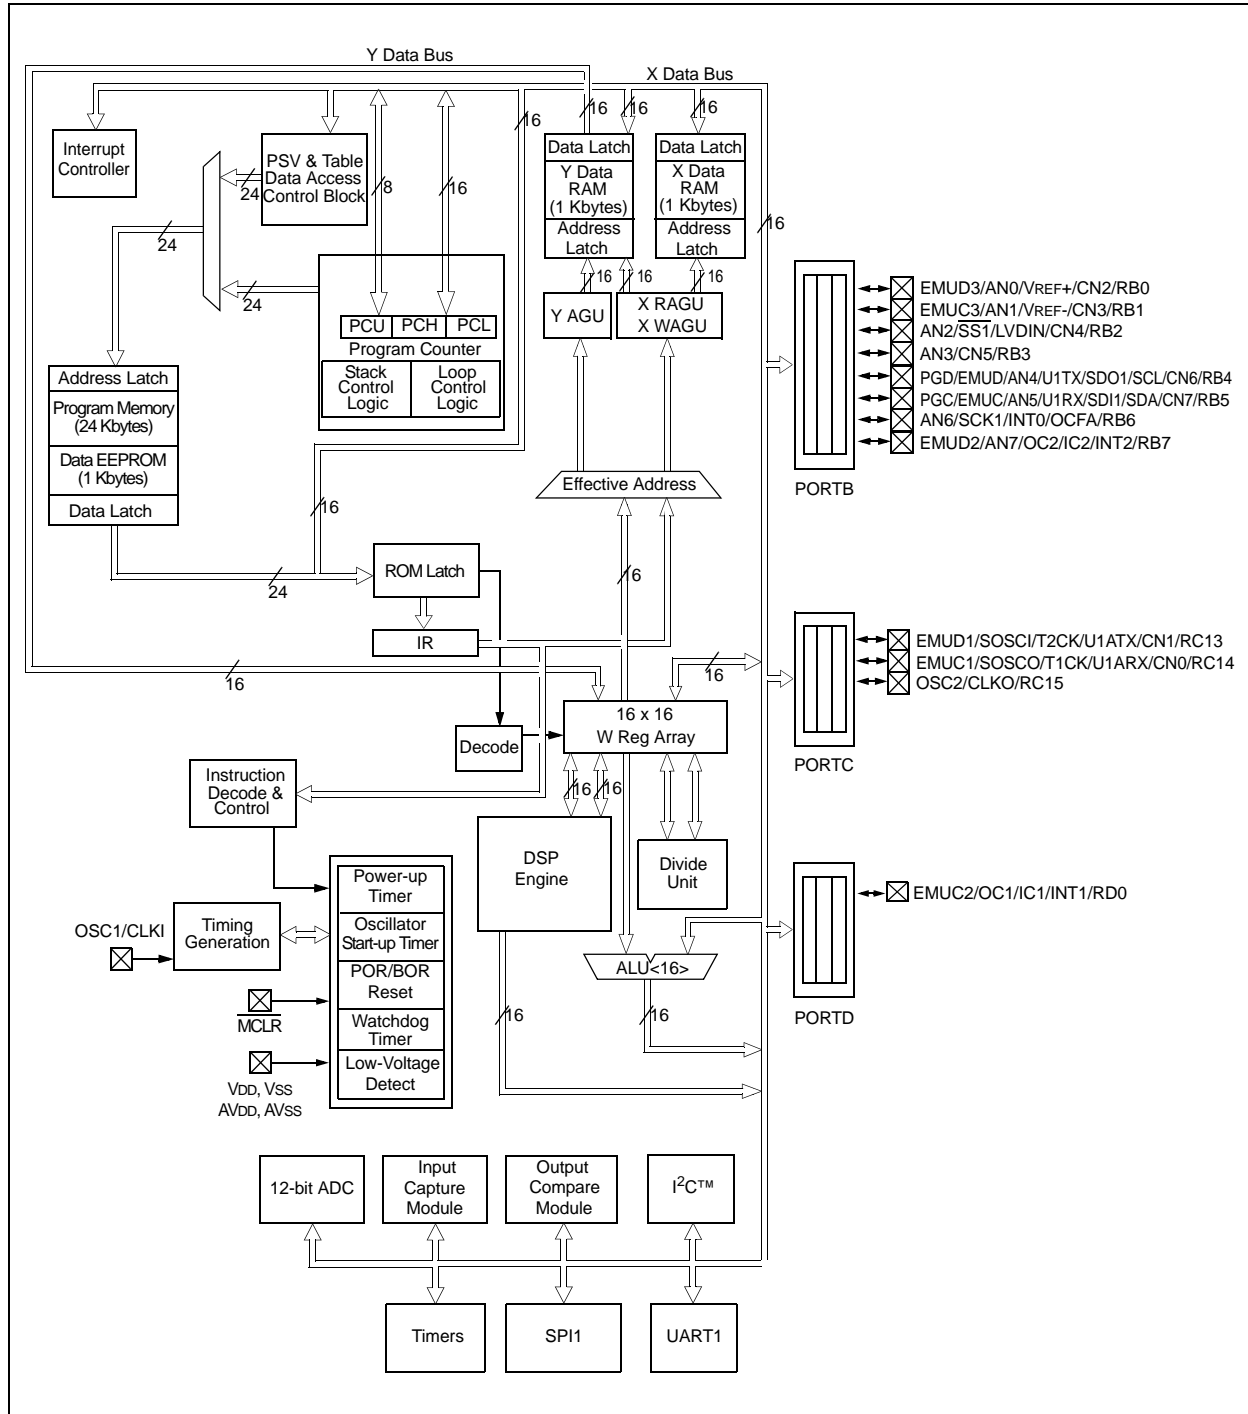 Y Data Bus
X Data Bus
16
16
16
16
16
Interrupt
Controller
PSV & Table
Data Access
Control Block
24
24
24
8
16
Data Latch
Y Data
RAM
(1 Kbytes)
Address
Latch
Data Latch
X Data
RAM
(1 Kbytes)
Address
Latch
16
16
16
Y AGU
X RAGU
X WAGU
PCU
PCH
PCL
Program Counter
Stack
Control
Logic
Loop
Control
Logic
Address Latch
Program Memory
(24 Kbytes)
Data EEPROM
(1 Kbytes)
Data Latch
16
24
Effective Address
16
ROM Latch
IR
16
16
16 x 16
W Reg Array
Decode
Instruction
Decode &
Control
16
16
DSP
Engine
Divide
Unit
Power-up
Timer
Oscillator
Start-up Timer
POR/BOR
Reset
Watchdog
Timer
Low-Voltage
Detect
OSC1/CLKI
Timing
Generation
MCLR
VDD, VSS
AVDD, AVSS
ALU<16>
16
16
EMUD3/AN0/VREF+/CN2/RB0
EMUC3/AN1/VREF-/CN3/RB1
AN2/SS1/LVDIN/CN4/RB2
AN3/CN5/RB3
PGD/EMUD/AN4/U1TX/SDO1/SCL/CN6/RB4
PGC/EMUC/AN5/U1RX/SDI1/SDA/CN7/RB5
AN6/SCK1/INT0/OCFA/RB6
EMUD2/AN7/OC2/IC2/INT2/RB7
PORTB
EMUD1/SOSCI/T2CK/U1ATX/CN1/RC13
EMUC1/SOSCO/T1CK/U1ARX/CN0/RC14
OSC2/CLKO/RC15
PORTC
EMUC2/OC1/IC1/INT1/RD0
PORTD
12-bit ADC
Input
Capture
Module
Output
Compare
Module
I²C™
Timers
SPI1
UART1